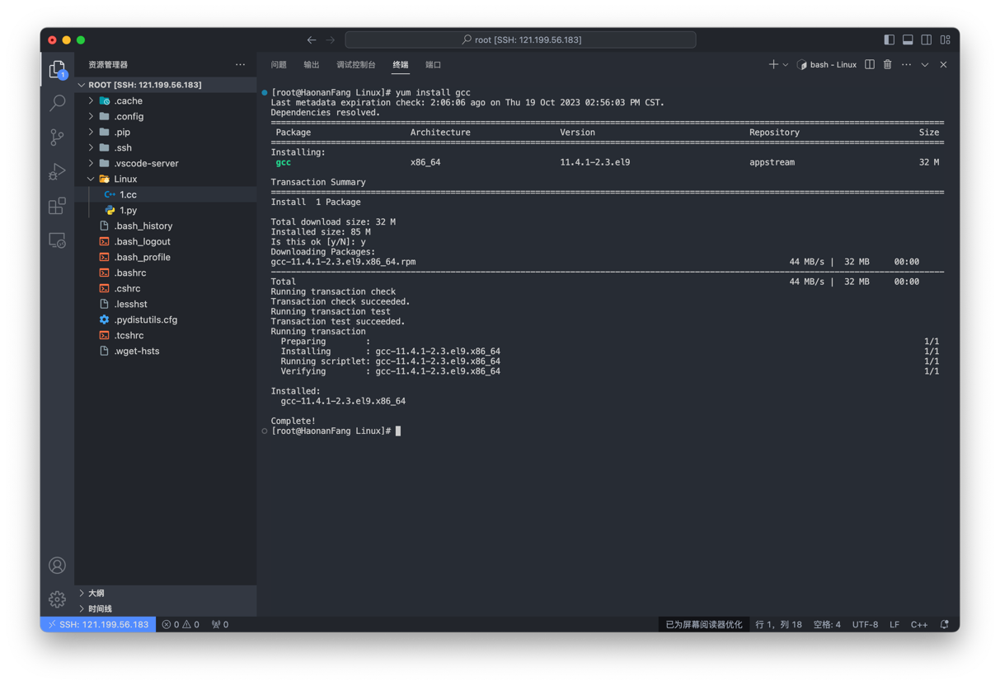 root [SSH: 121.199.56.183]
资源管理器
1
ROOT [SSH: 121.199.56.183]
.cache
.config
.pip
.ssh
.vscode-server
Linux
1.cc
1.py
.bash_history
.bash_logout
.bash_profile
.bashrc
.cshrc
.lesshst
.pydistutils.cfg
.tcshrc
.wget-hsts
大纲
时间线
问题 输出 调试控制台 终端 端口
bash - Linux
[root@HaonanFang Linux]# yum install gcc
Last metadata expiration check: 2:06:06 ago on Thu 19 Oct 2023 02:56:03 PM CST.
Dependencies resolved.
Package Architecture Version Repository Size
Installing:
gcc x86_64 11.4.1-2.3.el9 appstream 32 M
Transaction Summary
Install 1 Package
Total download size: 32 M
Installed size: 85 M
Is this ok [y/N]: y
Downloading Packages:
gcc-11.4.1-2.3.el9.x86_64.rpm 44 MB/s | 32 MB 00:00
Total 44 MB/s | 32 MB 00:00
Running transaction check
Transaction check succeeded.
Running transaction test
Transaction test succeeded.
Running transaction
Preparing : 1/1
Installing : gcc-11.4.1-2.3.el9.x86_64 1/1
Running scriptlet: gcc-11.4.1-2.3.el9.x86_64 1/1
Verifying : gcc-11.4.1-2.3.el9.x86_64 1/1
Installed:
gcc-11.4.1-2.3.el9.x86_64
Complete!
[root@HaonanFang Linux]#
SSH: 121.199.56.183 0 0 0 已为屏幕阅读器优化 行 1，列 18 空格: 4 UTF-8 LF C++